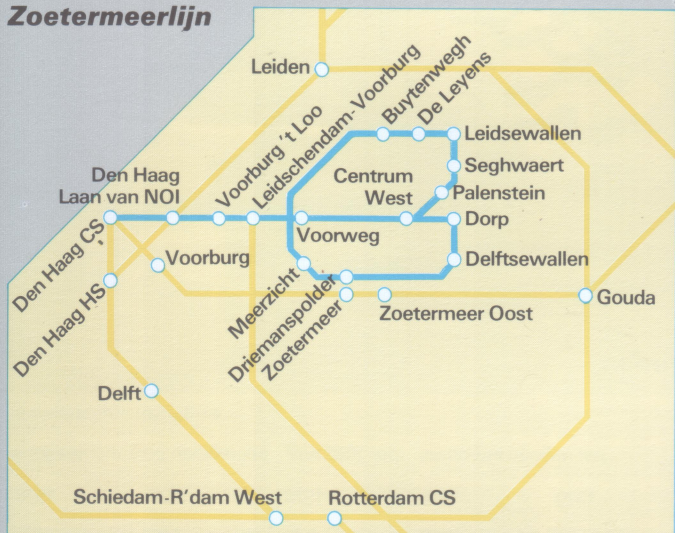 Zoetermeerlijn
Leiden
Buytenwegh
De Leyens
Leidschendam-Voorburg
Voorburg 't Loo
Leidsewallen
Seghwaert
Centrum
West
Palenstein
Den Haag
Laan van NOI
Den Haag CS
Voorweg
Dorp
Voorburg
Delftsewallen
Den Haag HS
Meerzicht
Driemanspolder
Zoetermeer
Zoetermeer Oost
Gouda
Delft
Schiedam-R'dam West
Rotterdam CS